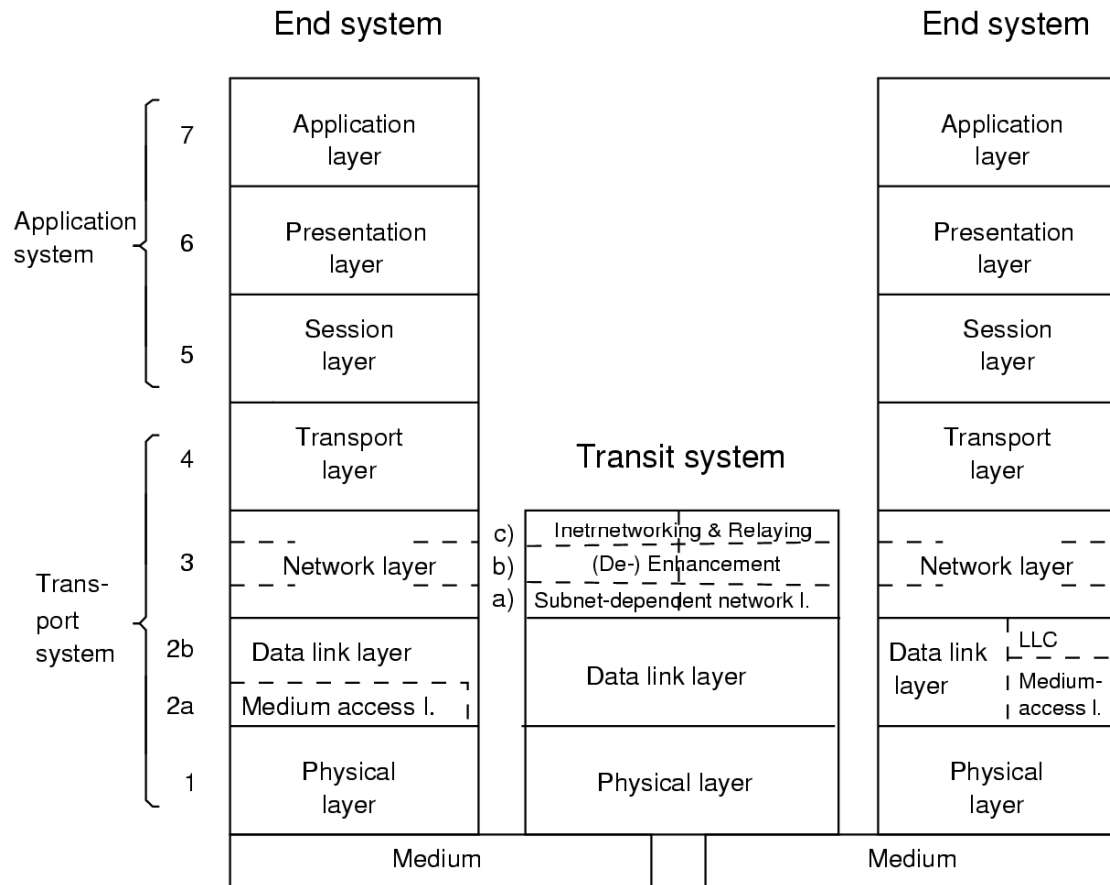 End system
End system
7
Application
layer
Application
layer
Application
system
6
Presentation
layer
Presentation
layer
5
Session
layer
Session
layer
4
Transport
layer
Transit system
Transport
layer
Trans-
port
system
3
Network layer
c)
Inetrnetworking & Relaying
b)
(De-) Enhancement
a)
Subnet-dependent network l.
Network layer
2b
Data link layer
2a
Medium access l.
Data link layer
Data link
layer
LLC
Medium-
access l.
1
Physical
layer
Physical layer
Physical
layer
Medium
Medium